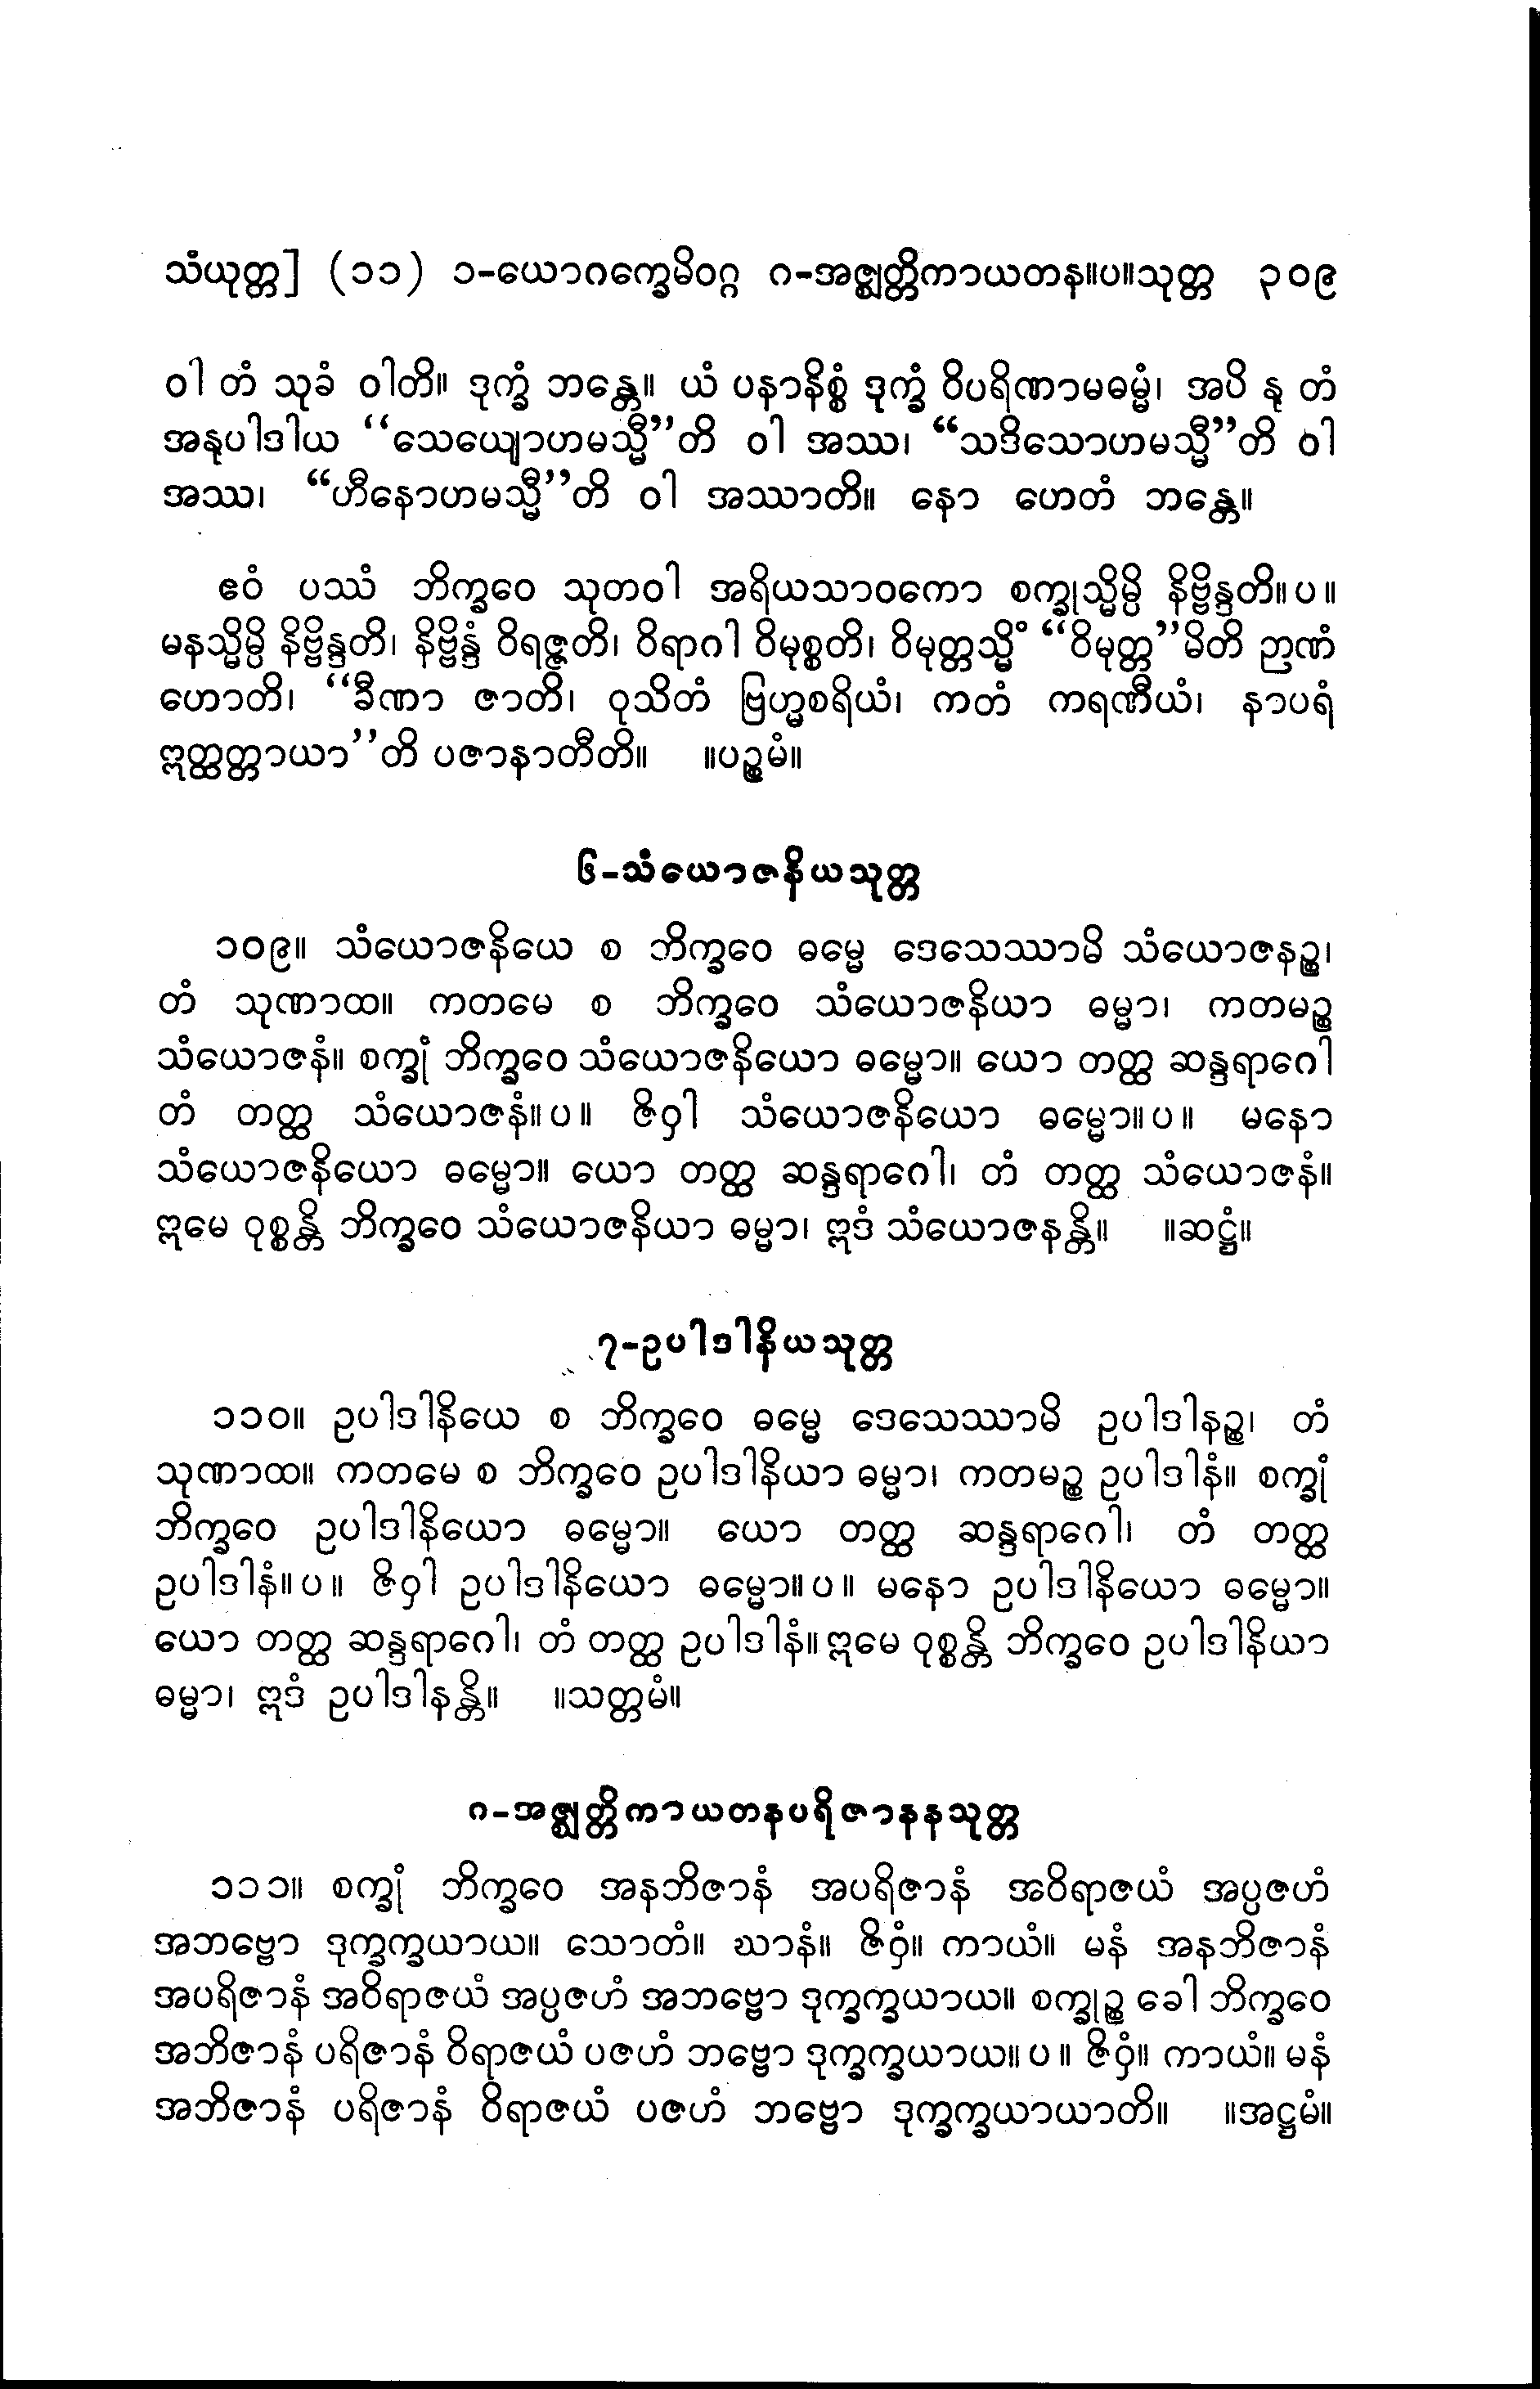 သံယုတ္တ] (၁၁) ၁-ယောဂက္ခေမိဝဂ္ဂ ဂ-အဇ္ဈတ္တိကာယတန။ပ။သုတ္တ ၃၀၉
ဝါ တံ သုခံ ဝါတိ။ ဒုက္ခံ ဘန္တေ။ ယံ ပနာနိစ္စံ ဒုက္ခံ ဝိပရိဏာမဓမ္မံ၊ အပိ နု တံ
အနုပါဒါယ “သေယျောဟမသ္မီ”တိ ဝါ အဿ၊ “သဒိသောဟမသ္မီ”တိ ဝါ
အဿ၊ “ဟီနောဟမသ္မီ”တိ ဝါ အဿာတိ။ နော ဟေတံ ဘန္တေ။
ဧဝံ ပဿံ ဘိက္ခဝေ သုတဝါ အရိယသာဝကော စက္ခုသ္မိမ္ပိ နိဗ္ဗိန္ဒတိ။ပ။
မနသ္မိမ္ပိ နိဗ္ဗိန္ဒတိ၊ နိဗ္ဗိန္ဒံ ဝိရဇ္ဇတိ၊ ဝိရာဂါ ဝိမုစ္စတိ၊ ဝိမုတ္တသ္မိံ “ဝိမုတ္တ”မိတိ ဉာဏံ
ဟောတိ၊ “ခီဏာ ဇာတိ၊ ဝုသိတံ ဗြဟ္မစရိယံ၊ ကတံ ကရဏီယံ၊ နာပရံ
ဣတ္ထတ္တာယာ”တိ ပဇာနာတီတိ။ ။ပဉ္စမံ။
၆-သံယောဇနိယသုတ္တ
၁၀၉။ သံယောဇနိယေ စ ဘိက္ခဝေ ဓမ္မေ ဒေသေဿာမိ သံယောဇနဉ္စ၊
တံ သုဏာထ။ ကတမေ စ ဘိက္ခဝေ သံယောဇနိယာ ဓမ္မာ၊ ကတမဉ္စ
သံယောဇနံ။ စက္ခုံ ဘိက္ခဝေ သံယောဇနိယော ဓမ္မော။ ယော တတ္ထ ဆန္ဒရာဂေါ
တံ တတ္ထ သံယောဇနံ။ပ။ ဇိဝှါ သံယောဇနိယော ဓမ္မော။ပ။ မနော
သံယောဇနိယော ဓမ္မော။ ယော တတ္ထ ဆန္ဒရာဂေါ၊ တံ တတ္ထ သံယောဇနံ။
ဣမေ ဝုစ္စန္တိ ဘိက္ခဝေ သံယောဇနိယာ ဓမ္မာ၊ ဣဒံ သံယောဇနန္တိ။ ။ဆဋ္ဌံ။
၇-ဥပါဒါနိယသုတ္တ
၁၁၀။ ဥပါဒါနိယေ စ ဘိက္ခဝေ ဓမ္မေ ဒေသေဿာမိ ဥပါဒါနဉ္စ၊ တံ
သုဏာထ။ ကတမေ စ ဘိက္ခဝေ ဥပါဒါနိယာ ဓမ္မာ၊ ကတမဉ္စ ဥပါဒါနံ။ စက္ခုံ
ဘိက္ခဝေ ဥပါဒါနိယော ဓမ္မော။ ယော တတ္ထ ဆန္ဒရာဂေါ၊ တံ တတ္ထ
ဥပါဒါနံ။ပ။ ဇိဝှါ ဥပါဒါနိယော ဓမ္မော။ပ။ မနော ဥပါဒါနိယော ဓမ္မော။
ယော တတ္ထ ဆန္ဒရာဂေါ၊ တံ တတ္ထ ဥပါဒါနံ။ ဣမေ ဝုစ္စန္တိ ဘိက္ခဝေ ဥပါဒါနိယာ
ဓမ္မာ၊ ဣဒံ ဥပါဒါနန္တိ။ ။သတ္တမံ။
ဂ-အဇ္ဈတ္တိကာယတနပရိဇာနနသုတ္တ
၁၁၁။ စက္ခုံ ဘိက္ခဝေ အနဘိဇာနံ အပရိဇာနံ အဝိရာဇယံ အပ္ပဇဟံ
အဘဗ္ဗော ဒုက္ခက္ခယာယ။ သောတံ။ ဃာနံ။ ဇိဝှံ။ ကာယံ။ မနံ အနဘိဇာနံ
အပရိဇာနံ အဝိရာဇယံ အပ္ပဇဟံ အဘဗ္ဗော ဒုက္ခက္ခယာယ။ စက္ခုဉ္စ ခေါ ဘိက္ခဝေ
အဘိဇာနံ ပရိဇာနံ ဝိရာဇယံ ပဇဟံ ဘဗ္ဗော ဒုက္ခက္ခယာယ။ပ။ ဇိဝှံ။ ကာယံ။ မနံ
အဘိဇာနံ ပရိဇာနံ ဝိရာဇယံ ပဇဟံ ဘဗ္ဗော ဒုက္ခက္ခယာယာတိ။ ။အဋ္ဌမံ။